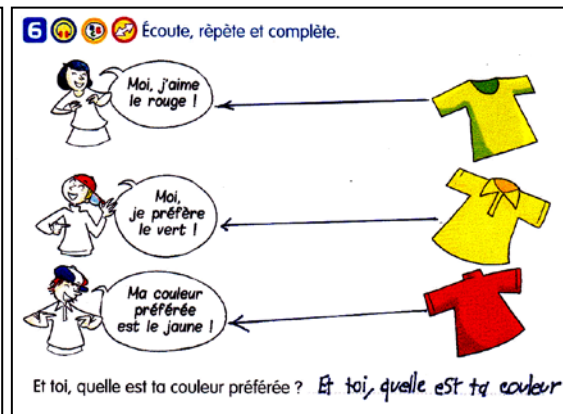 6 Écoute, rèpète et complète.
Moi, j'aime
le rouge !
Moi,
je préfère
le vert !
Ma couleur
préférée
est le jaune !
Et toi, quelle est ta couleur préférée ? Et toi, quelle est ta couleur